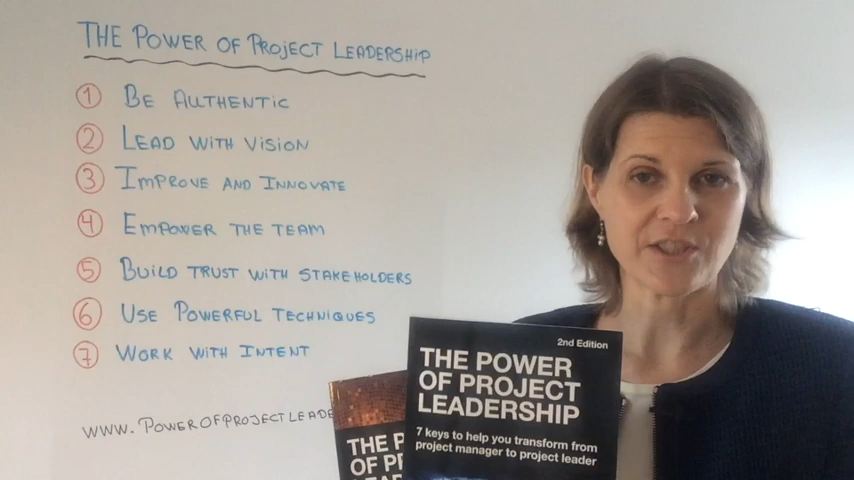 THE POWER OF PROJECT LEADERSHIP
1 BE AUTHENTIC
2 LEAD WITH VISION
3 IMPROVE AND INNOVATE
4 EMPOWER THE TEAM
5 BUILD TRUST WITH STAKEHOLDERS
6 USE POWERFUL TECHNIQUES
7 WORK WITH INTENT
WWW.POWEROFPROJECTLEADE
2nd Edition
THE POWER
OF PROJECT
LEADERSHIP
7 keys to help you transform from
project manager to project leader
THE P
OF P